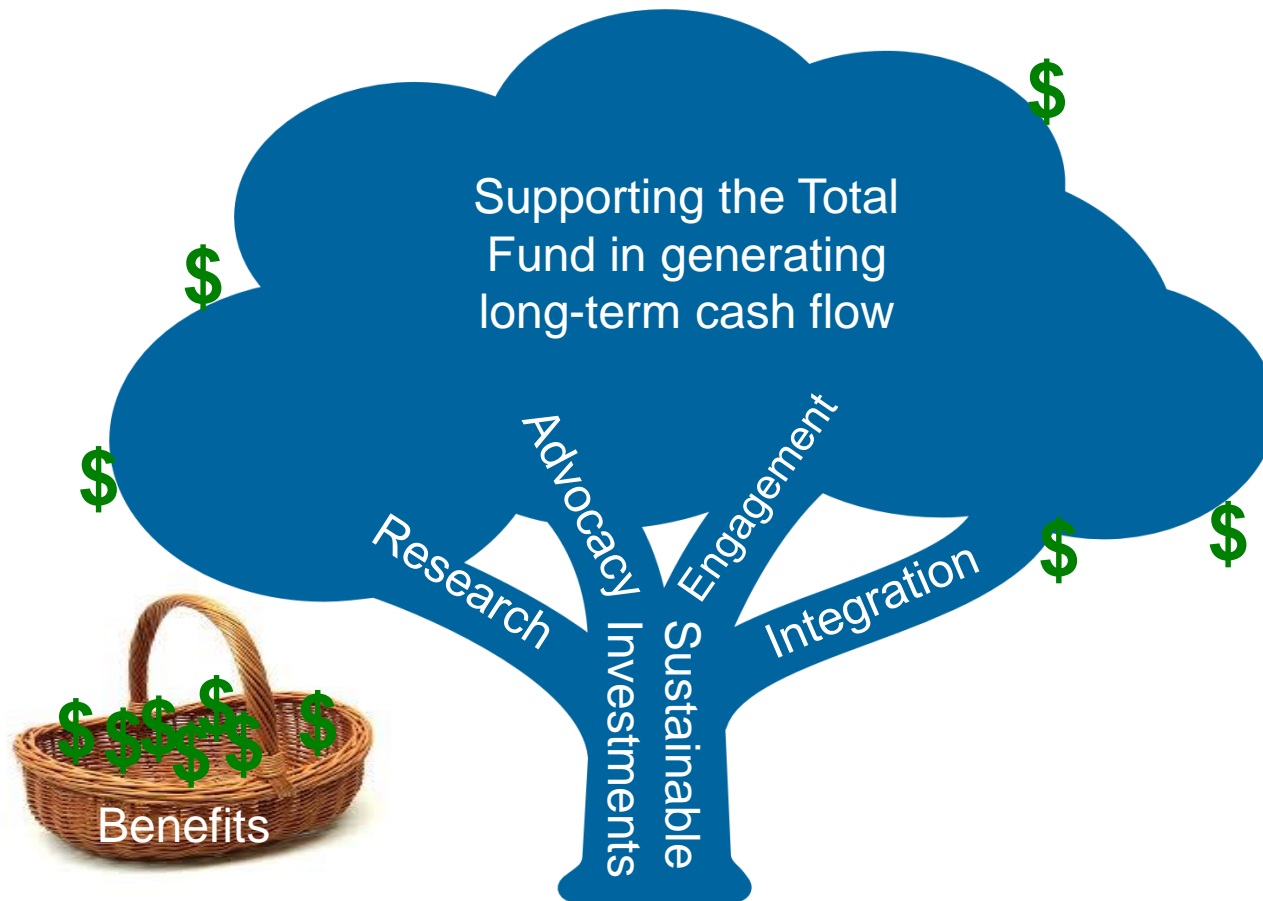 $
Supporting the Total
Fund in generating
long-term cash flow
$
$
$
$
Research
Advocacy
Engagement
Integration
Sustainable
Investments
$ $ $ $ $ $ $
Benefits